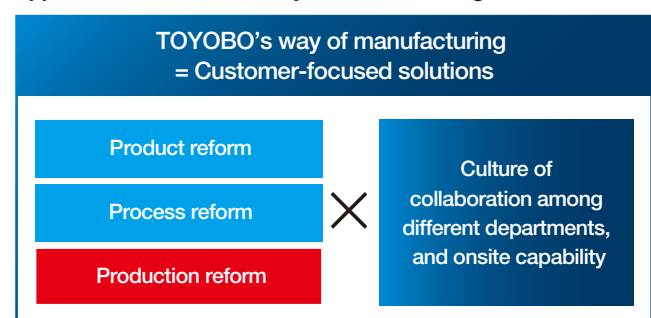 TOYOBO's way of manufacturing
= Customer-focused solutions
Product reform
Process reform
Production reform
×
Culture of
collaboration among
different departments,
and onsite capability